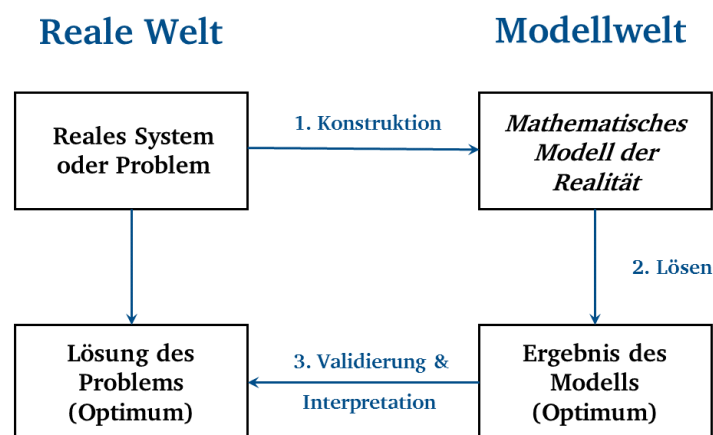 Reale Welt
Modellwelt
Reales System
oder Problem
1. Konstruktion
Mathematisches
Modell der
Realität
2. Lösen
Lösung des
Problems
(Optimum)
3. Validierung &
Interpretation
Ergebnis des
Modells
(Optimum)